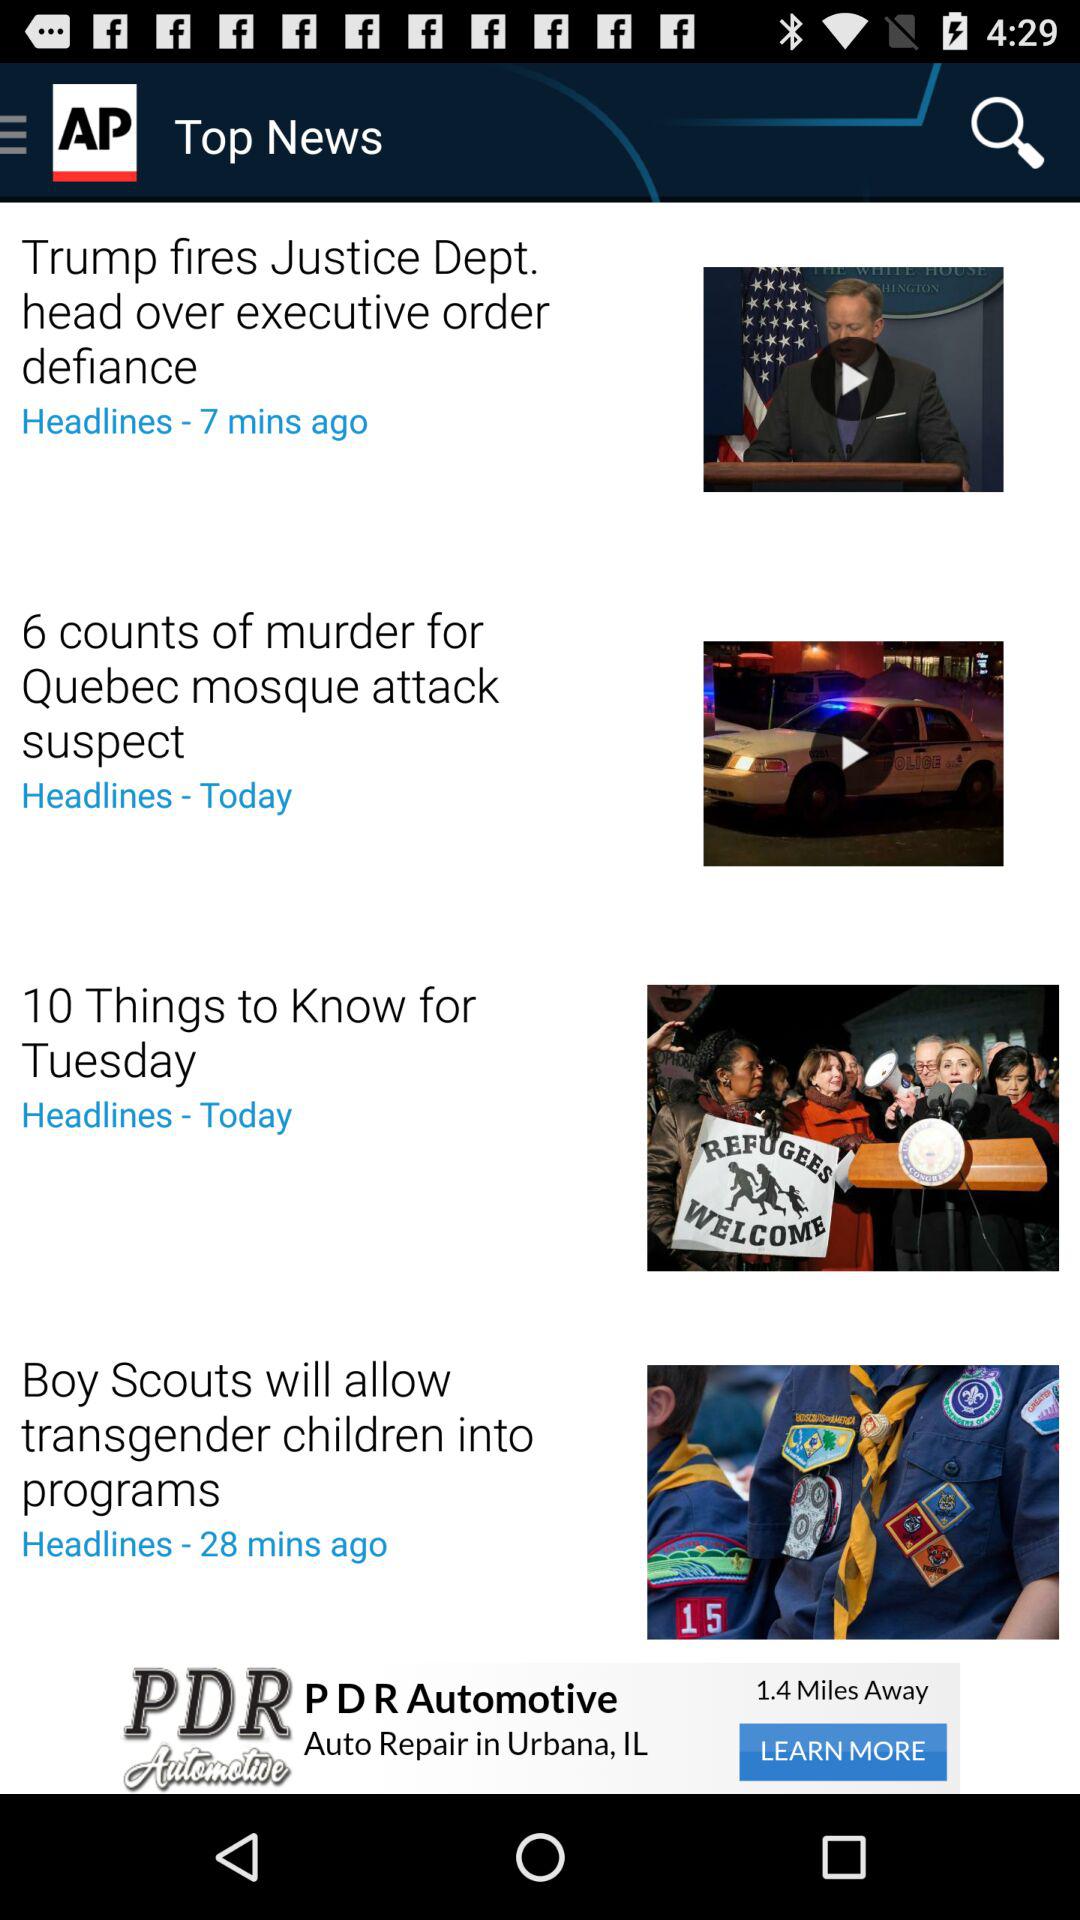 4:29
AP Top News
Trump fires Justice Dept.
head over executive order
defiance
Headlines - 7 mins ago
THE WHITE HOUSE
SHINGTON
6 counts of murder for
Quebec mosque attack
suspect
Headlines - Today
POLICE
10 Things to Know for
Tuesday
Headlines - Today
REFUGEES
WELCOME
Boy Scouts will allow
transgender children into
programs
Headlines - 28 mins ago
15
PDR
Automotive
P D R Automotive
Auto Repair in Urbana, IL
1.4 Miles Away
LEARN MORE